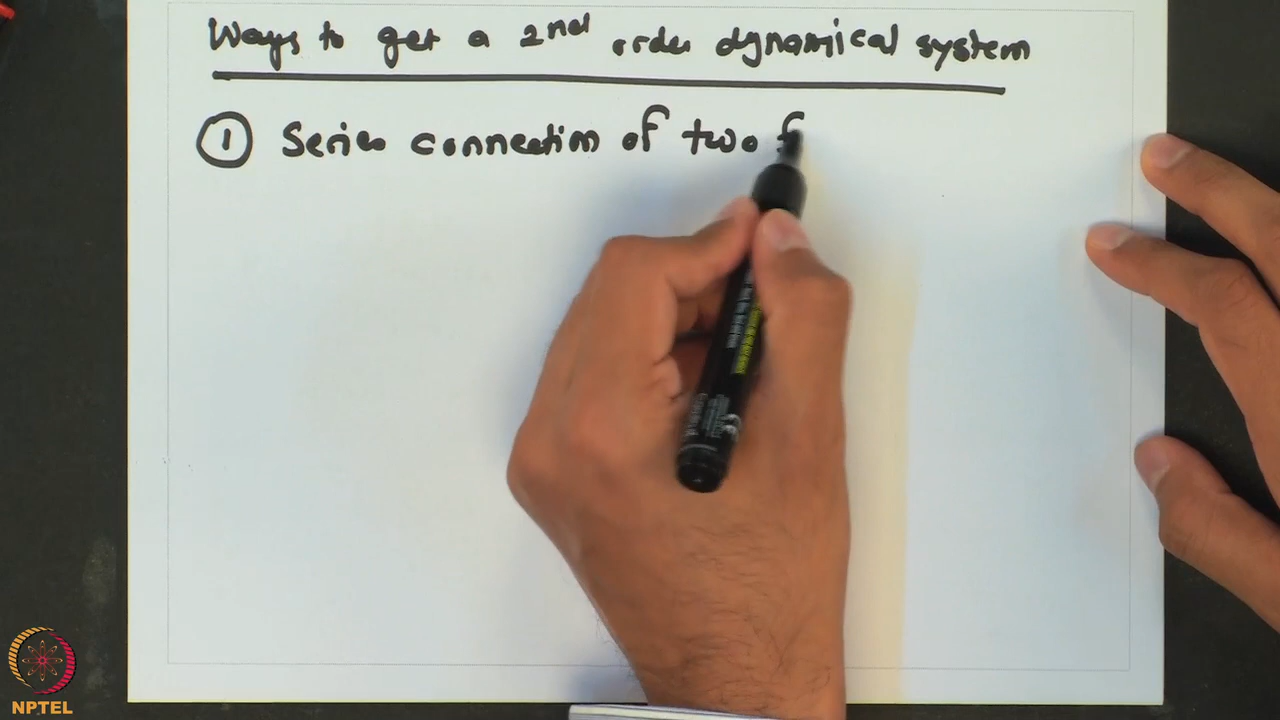 Ways to get a 2nd order dynamical system
① Series connection of two f
NPTEL